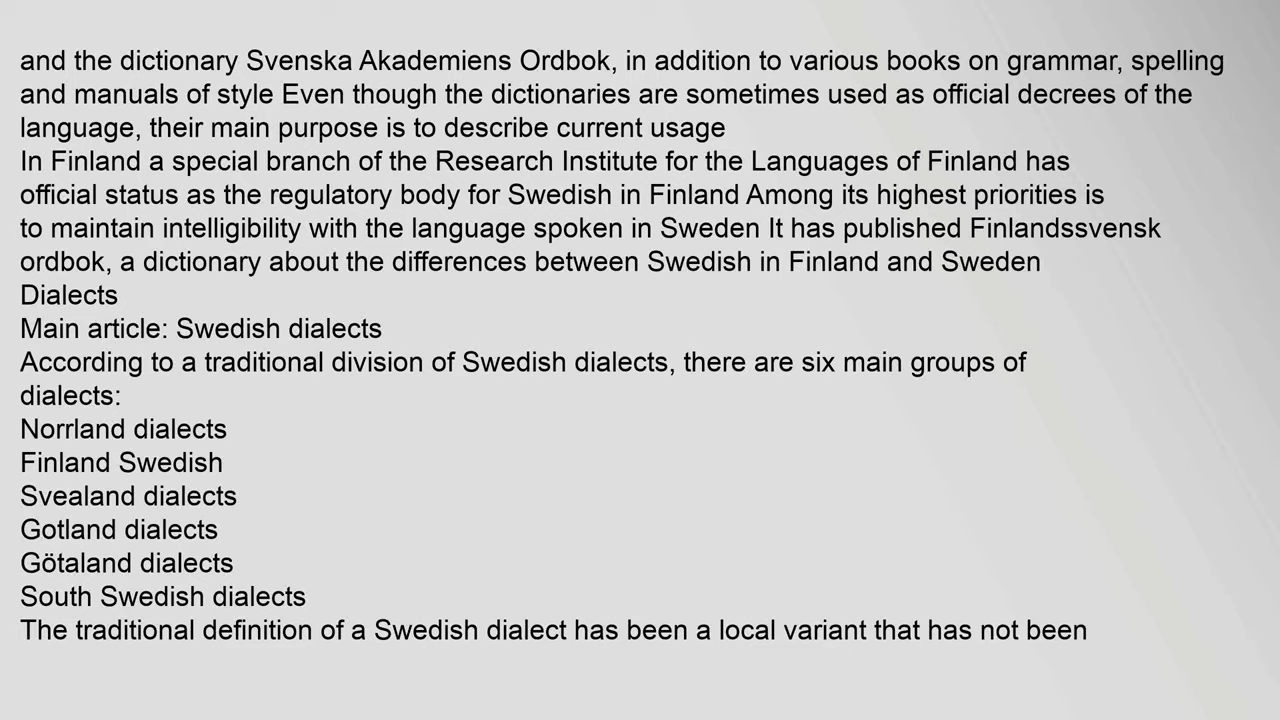 and the dictionary Svenska Akademiens Ordbok, in addition to various books on grammar, spelling
and manuals of style Even though the dictionaries are sometimes used as official decrees of the
language, their main purpose is to describe current usage
In Finland a special branch of the Research Institute for the Languages of Finland has
official status as the regulatory body for Swedish in Finland Among its highest priorities is
to maintain intelligibility with the language spoken in Sweden It has published Finlandssvensk
ordbok, a dictionary about the differences between Swedish in Finland and Sweden
Dialects
Main article: Swedish dialects
According to a traditional division of Swedish dialects, there are six main groups of
dialects:
Norrland dialects
Finland Swedish
Svealand dialects
Gotland dialects
Götaland dialects
South Swedish dialects
The traditional definition of a Swedish dialect has been a local variant that has not been